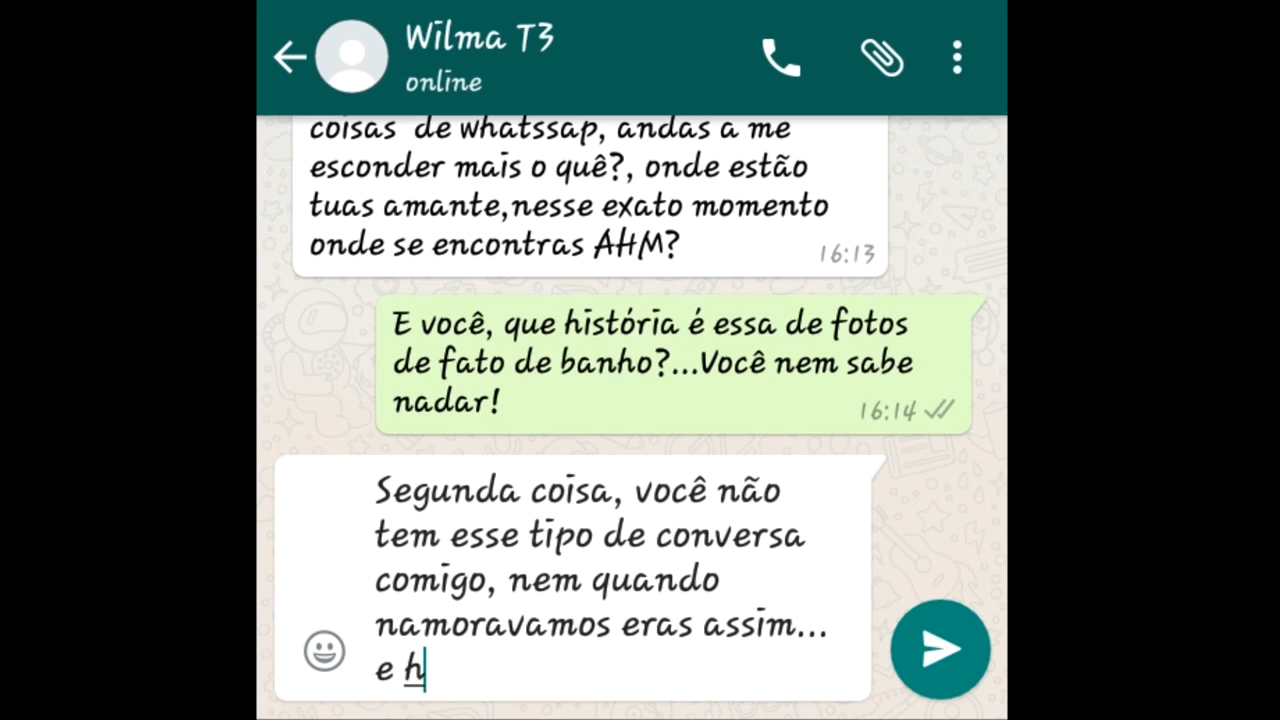 Wilma T3
online
coisas de whatssap, andas a me
esconder mais o quê?, onde estão
tuas amante,nesse exato momento
onde se encontras AHM?
16:13
E você, que história é essa de fotos
de fato de banho?...Você nem sabe
nadar!
16:14
Segunda coisa, você não
tem esse tipo de conversa
comigo, nem quando
namoravamos eras assim...
e h